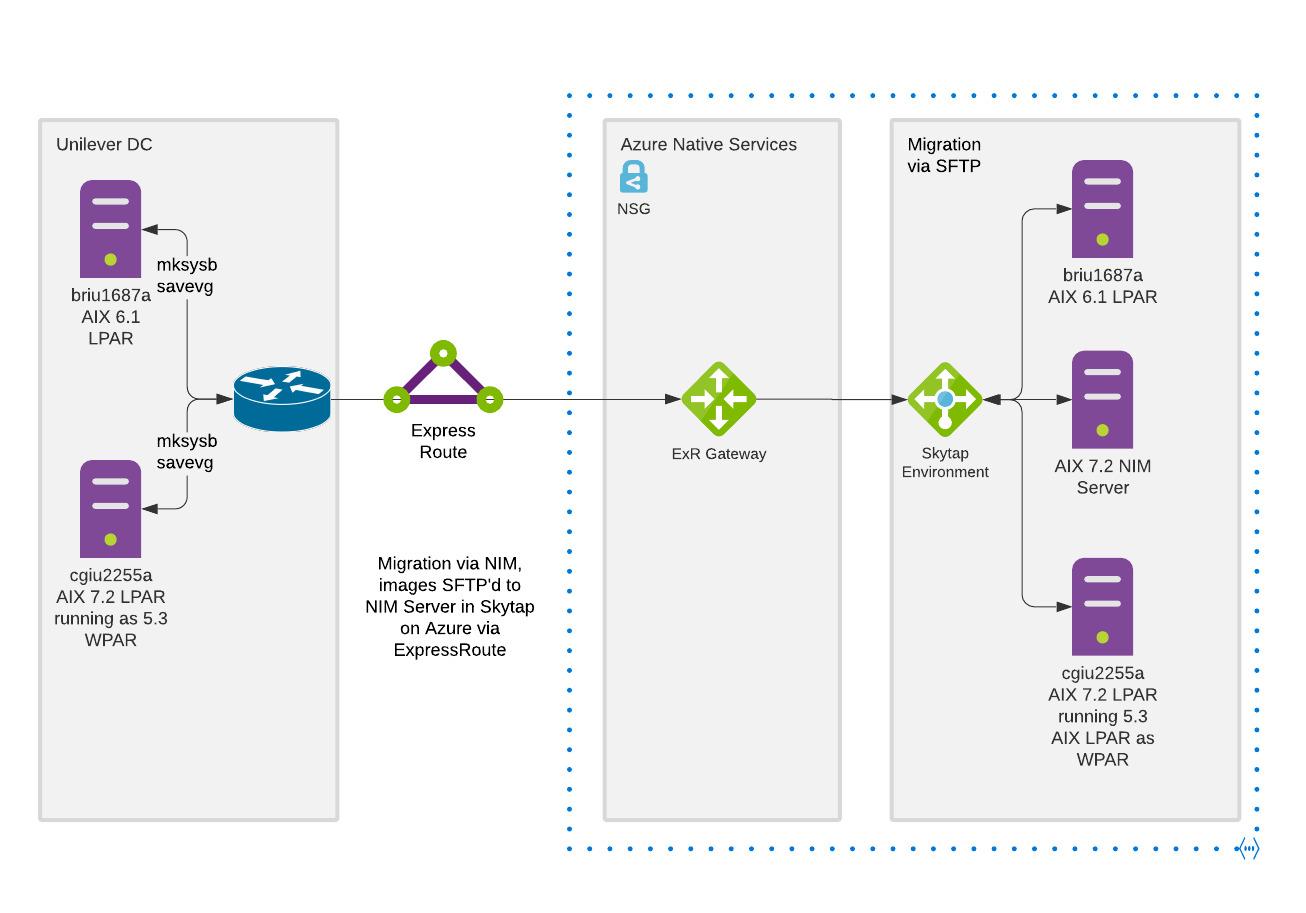 Unilever DC
mksysb
savevg
briu1687a
AIX 6.1
LPAR
mksysb
savevg
cgiu2255a
AIX 7.2 LPAR
running as 5.3
WPAR
Express
Route
Migration via NIM,
images SFTP'd to
NIM Server in Skytap
on Azure via
ExpressRoute
Azure Native Services
NSG
ExR Gateway
Migration
via SFTP
Skytap
Environment
briu1687a
AIX 6.1 LPAR
AIX 7.2 NIM
Server
cgiu2255a
AIX 7.2 LPAR
running 5.3
AIX LPAR as
WPAR